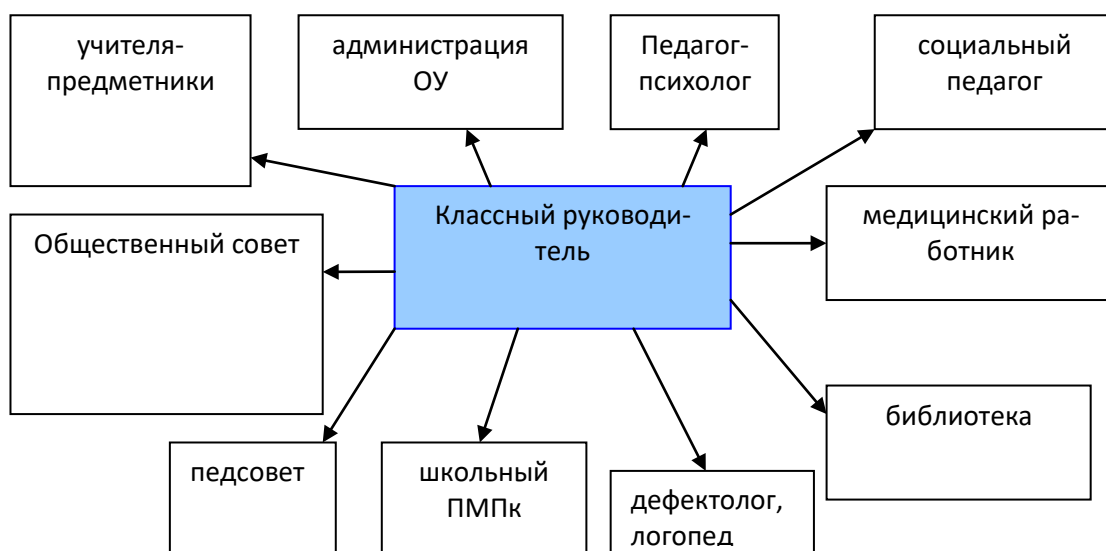 учителя-
предметники
администрация
ОУ
Педагог-
психолог
социальный
педагог
Классный руководи-
тель
медицинский ра-
ботник
Общественный совет
библиотека
педсовет
школьный
ПМПк
дефектолог,
логопед